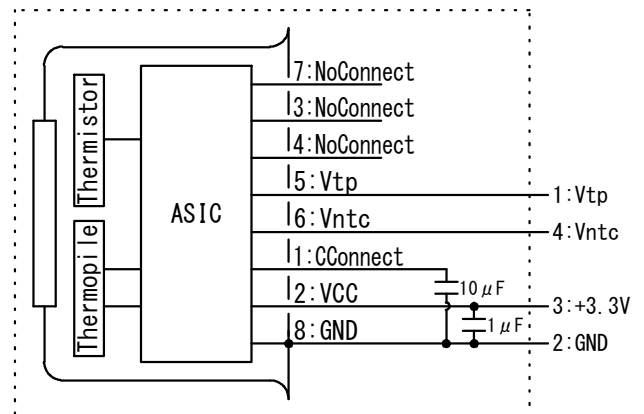 7:NoConnect
3:NoConnect
4:NoConnect
5:Vtp
6:Vntc
1:CConnect
2:VCC
8:GND
Thermistor
Thermopile
ASIC
10μF
1μF
1:Vtp
4:Vntc
3:+3.3V
2:GND